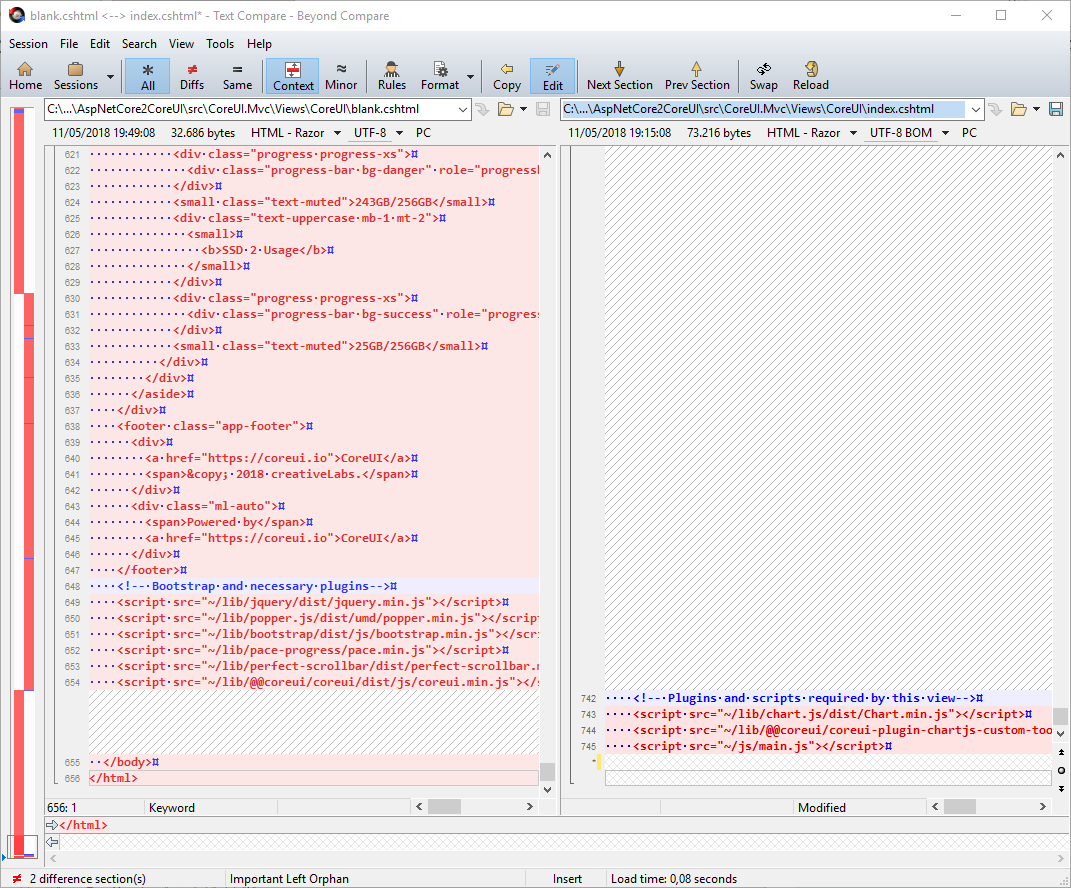 blank.cshtml <--> index.cshtml* - Text Compare - Beyond Compare
Session File Edit Search View Tools Help
Home Sessions All Diffs Same Context Minor Rules Format Copy Edit Next Section Prev Section Swap Reload
C:\...\AspNetCore2CoreUI\src\CoreUI.Mvc\Views\CoreUI\blank.cshtml C:\...\AspNetCore2CoreUI\src\CoreUI.Mvc\Views\CoreUI\index.cshtml
11/05/2018 19:49:08 32.686 bytes HTML - Razor UTF-8 PC 11/05/2018 19:15:08 73.216 bytes HTML - Razor UTF-8 BOM PC
621 ············<div class="progress·progress-xs">¤
622 ··············<div·class="progress-bar·bg-danger"·role="progressl
623 ············</div>¤
624 ············<small·class="text-muted">243GB/256GB</small>¤
625 ············<div·class="text-uppercase·mb-1·mt-2">¤
626 ··············<small>¤
627 ················<b>SSD·2·Usage</b>¤
628 ··············</small>¤
629 ············</div>¤
630 ············<div·class="progress·progress-xs">¤
631 ··············<div·class="progress-bar·bg-success"·role="progress
632 ············</div>¤
633 ············<small·class="text-muted">25GB/256GB</small>¤
634 ··········</div>¤
635 ········</div>¤
636 ······</aside>¤
637 ····</div>¤
638 ····<footer·class="app-footer">¤
639 ······<div>¤
640 ········<a·href="https://coreui.io">CoreUI</a>¤
641 ········<span>&copy;·2018·creativeLabs.</span>¤
642 ······</div>¤
643 ······<div·class="ml-auto">¤
644 ········<span>Powered·by</span>¤
645 ········<a·href="https://coreui.io">CoreUI</a>¤
646 ······</div>¤
647 ····</footer>¤
648 ····<!--·Bootstrap·and·necessary·plugins-->¤
649 ····<script·src="~/lib/jquery/dist/jquery.min.js"></script>¤
650 ····<script·src="~/lib/popper.js/dist/umd/popper.min.js"></script
651 ····<script·src="~/lib/bootstrap/dist/js/bootstrap.min.js"></scri
652 ····<script·src="~/lib/pace-progress/pace.min.js"></script>¤
653 ····<script·src="~/lib/perfect-scrollbar/dist/perfect-scrollbar.m
654 ····<script·src="~/lib/@@coreui/coreui/dist/js/coreui.min.js"></s
655 ··</body>¤
656 </html>
742 ····<!--·Plugins·and·scripts·required·by·this·view-->¤
743 ····<script·src="~/lib/chart.js/dist/Chart.min.js"></script>¤
744 ····<script·src="~/lib/@@coreui/coreui-plugin-chartjs-custom-too
745 ····<script·src="~/js/main.js"></script>¤
656: 1 Keyword Modified
</html>
2 difference section(s) Important Left Orphan Insert Load time: 0,08 seconds